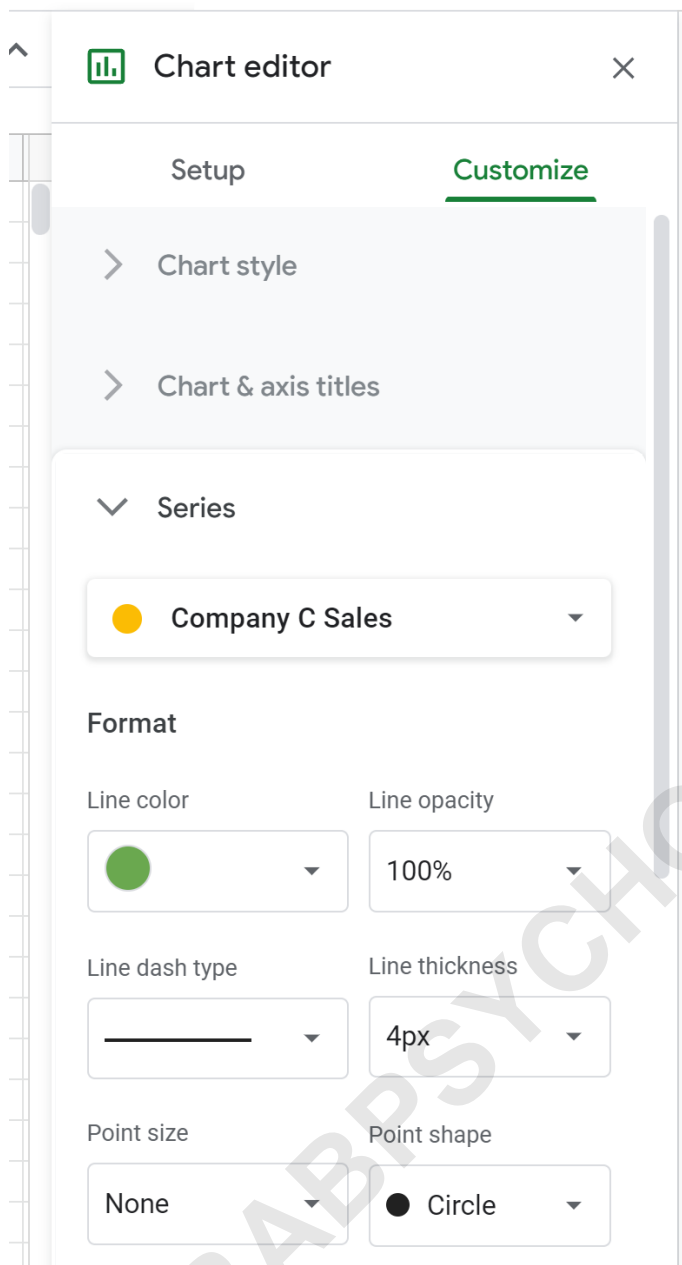 Chart editor
Setup Customize
Chart style
Chart & axis titles
Series
Company C Sales
Format
Line color Line opacity
100%
Line dash type Line thickness
4px
Point size Point shape
None Circle
ABPSYCHO